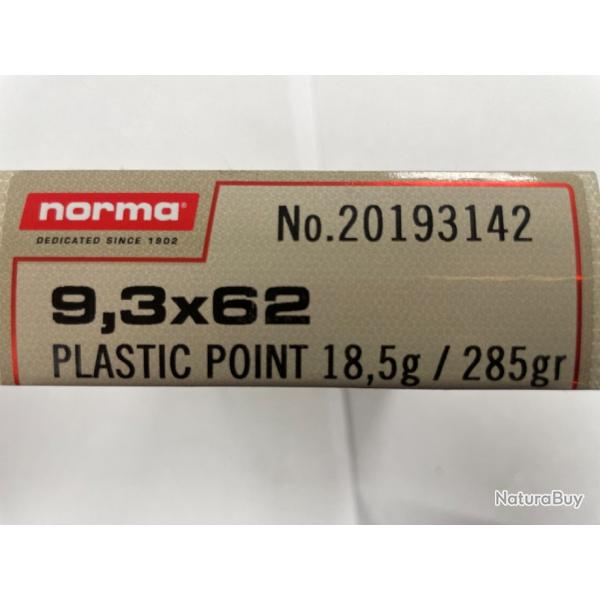 norma
DEDICATED SINCE 1902
No.20193142
9,3x62
PLASTIC POINT 18,5g / 285gr
NaturaBuy